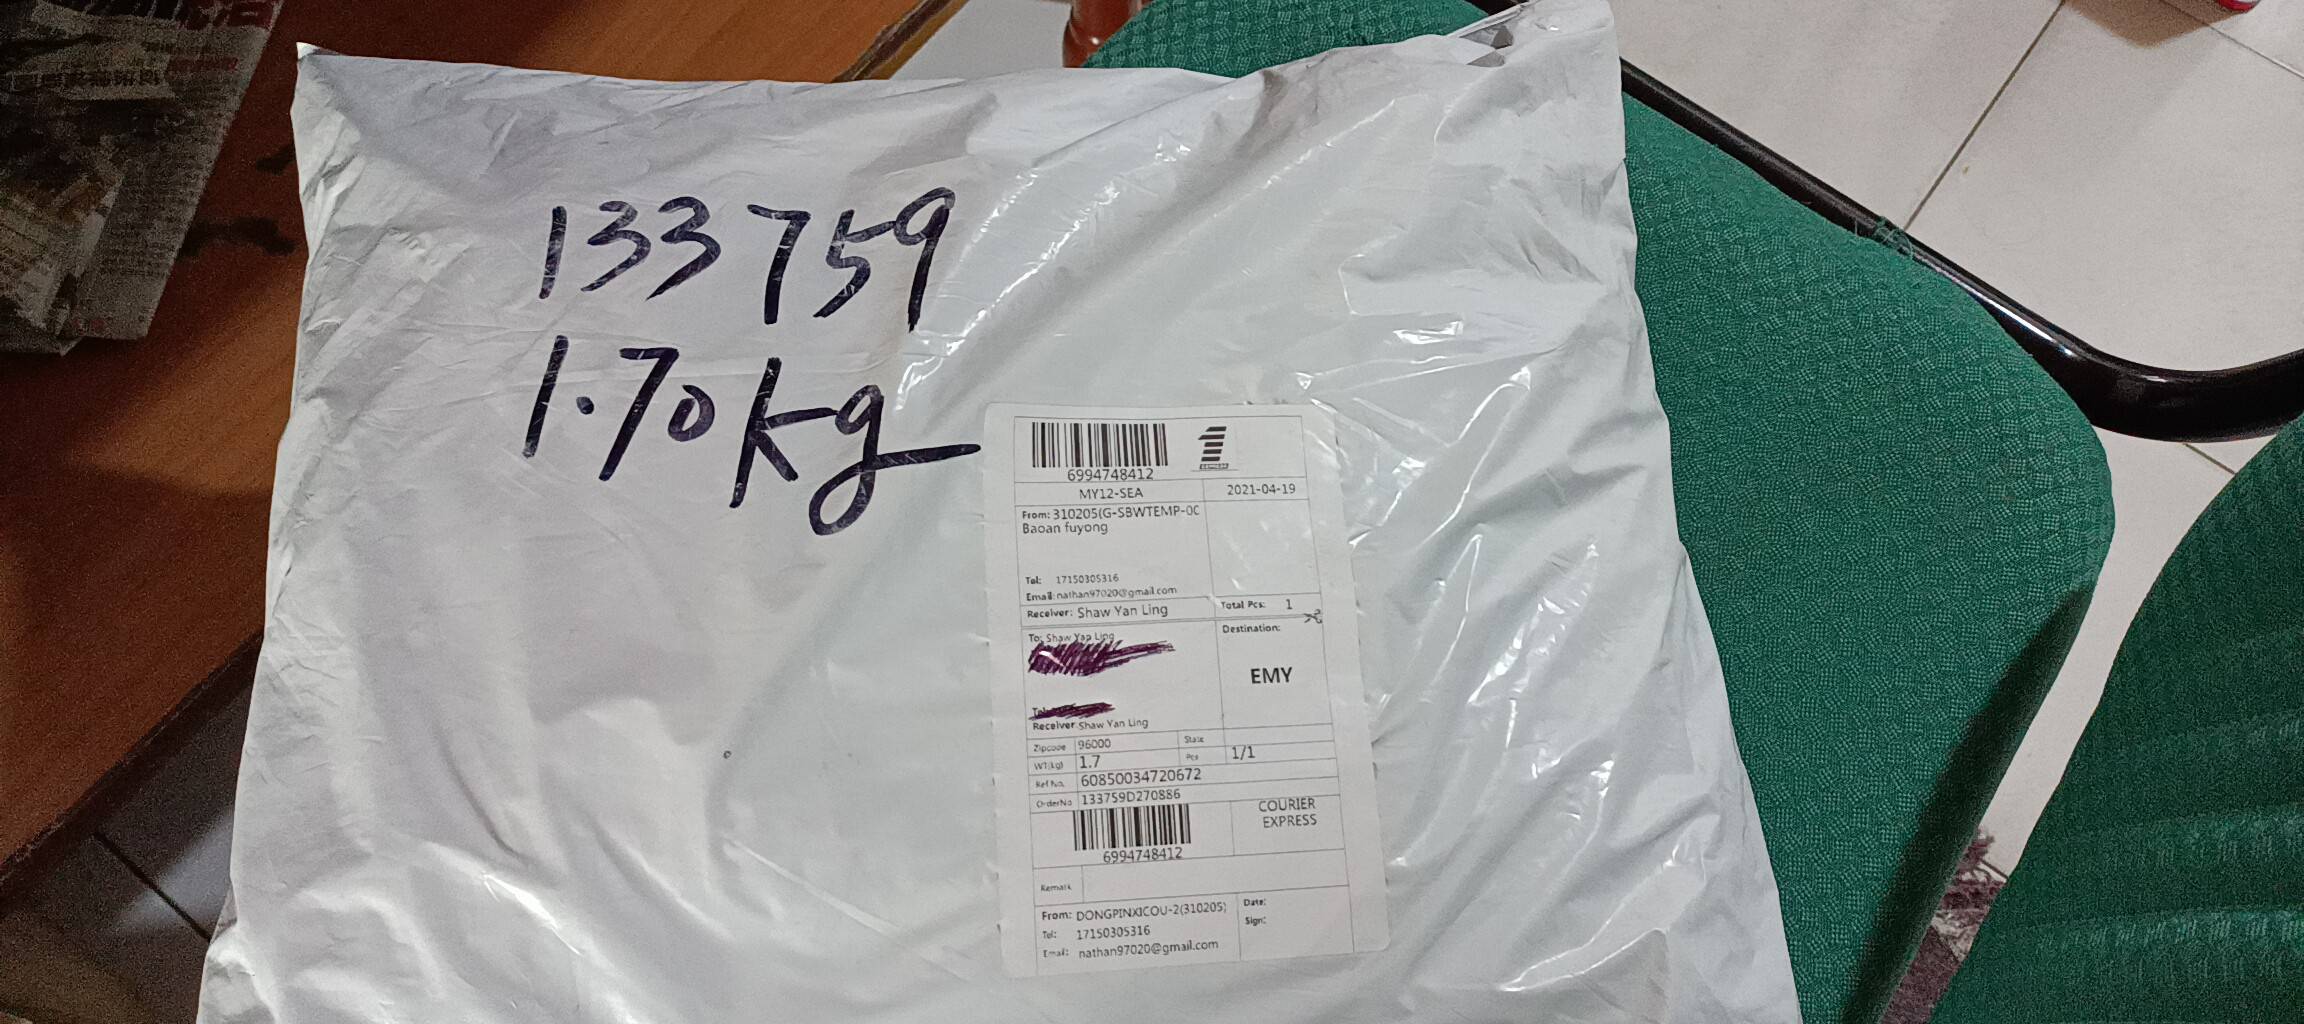 133759
1.70kg
6994748412
MY12-SEA 2021-04-19
From: 310205(G-SBWTEMP-0C
Baoan fuyong
Tel: 17150305316
Email: nathan97020@gmail.com
Receiver: Shaw Yan Ling Total Pcs: 1
To: Shaw Yan Ling Destination:
EMY
Receiver: Shaw Yan Ling
Zipcode 96000 State
WT(kg) 1.7 Pcs 1/1
Ref No. 60850034720672
OrderNo 133759D270886
COURIER
EXPRESS
6994748412
Remark
From: DONGPINXICOU-2(310205) Date:
Tel: 17150305316 Sign:
Email: nathan97020@gmail.com